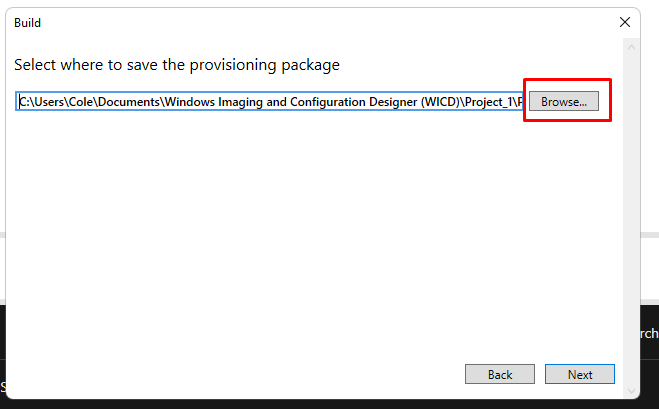 Build
Select where to save the provisioning package
C:\Users\Cole\Documents\Windows Imaging and Configuration Designer (WICD)\Project_1\P
Browse...
rch
Back
Next
S